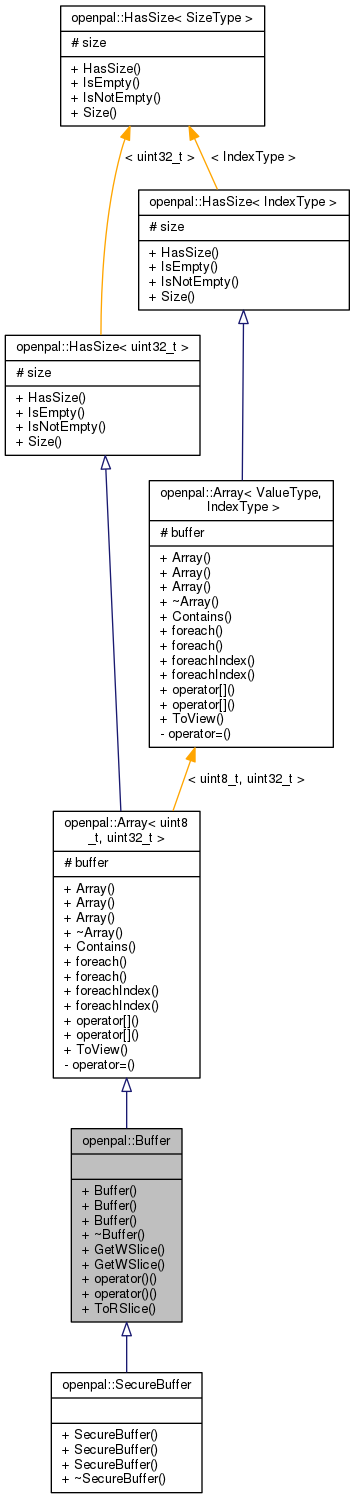 openpal::HasSize< SizeType >
# size
+ HasSize()
+ IsEmpty()
+ IsNotEmpty()
+ Size()
< uint32_t >
< IndexType >
openpal::HasSize< IndexType >
# size
+ HasSize()
+ IsEmpty()
+ IsNotEmpty()
+ Size()
openpal::HasSize< uint32_t >
# size
+ HasSize()
+ IsEmpty()
+ IsNotEmpty()
+ Size()
openpal::Array< ValueType,
IndexType >
# buffer
+ Array()
+ Array()
+ Array()
+ ~Array()
+ Contains()
+ foreach()
+ foreach()
+ foreachIndex()
+ foreachIndex()
+ operator[]()
+ operator[]()
+ ToView()
- operator=()
< uint8_t, uint32_t >
openpal::Array< uint8
_t, uint32_t >
# buffer
+ Array()
+ Array()
+ Array()
+ ~Array()
+ Contains()
+ foreach()
+ foreach()
+ foreachIndex()
+ foreachIndex()
+ operator[]()
+ operator[]()
+ ToView()
- operator=()
openpal::Buffer
+ Buffer()
+ Buffer()
+ Buffer()
+ ~Buffer()
+ GetWSlice()
+ GetWSlice()
+ operator()()
+ operator()()
+ ToRSlice()
openpal::SecureBuffer
+ SecureBuffer()
+ SecureBuffer()
+ SecureBuffer()
+ ~SecureBuffer()